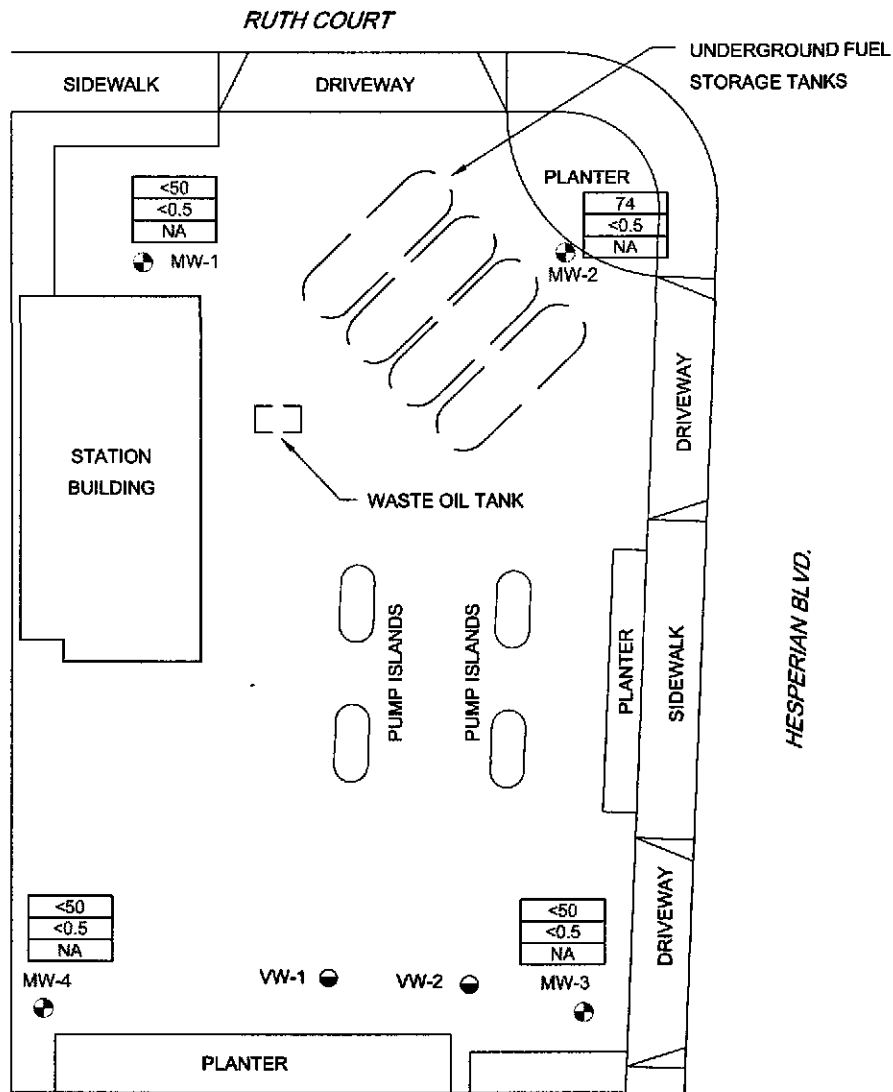 RUTH COURT
UNDERGROUND FUEL
STORAGE TANKS
SIDEWALK
DRIVEWAY
PLANTER
<50
<0.5
NA
MW-1
74
<0.5
NA
MW-2
DRIVEWAY
STATION
BUILDING
WASTE OIL TANK
PUMP ISLANDS
PUMP ISLANDS
PLANTER
SIDEWALK
HESPERIAN BLVD.
<50
<0.5
NA
MW-4
VW-1
VW-2
<50
<0.5
NA
MW-3
DRIVEWAY
PLANTER